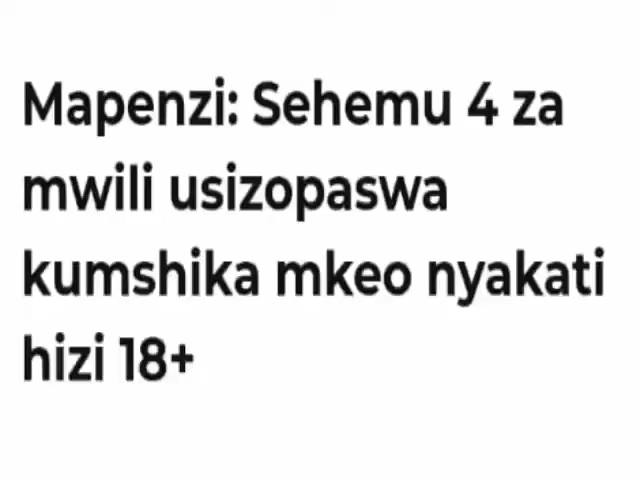 Mapenzi: Sehemu 4 za
mwili usizopaswa
kumshika mkeo nyakati
hizi 18+